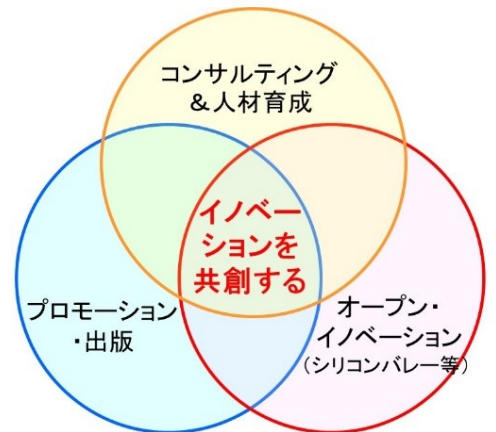 コンサルティング
＆人材育成
イノベー
ションを
共創する
プロモーション
・出版
オープン・
イノベーション
（シリコンバレー等）